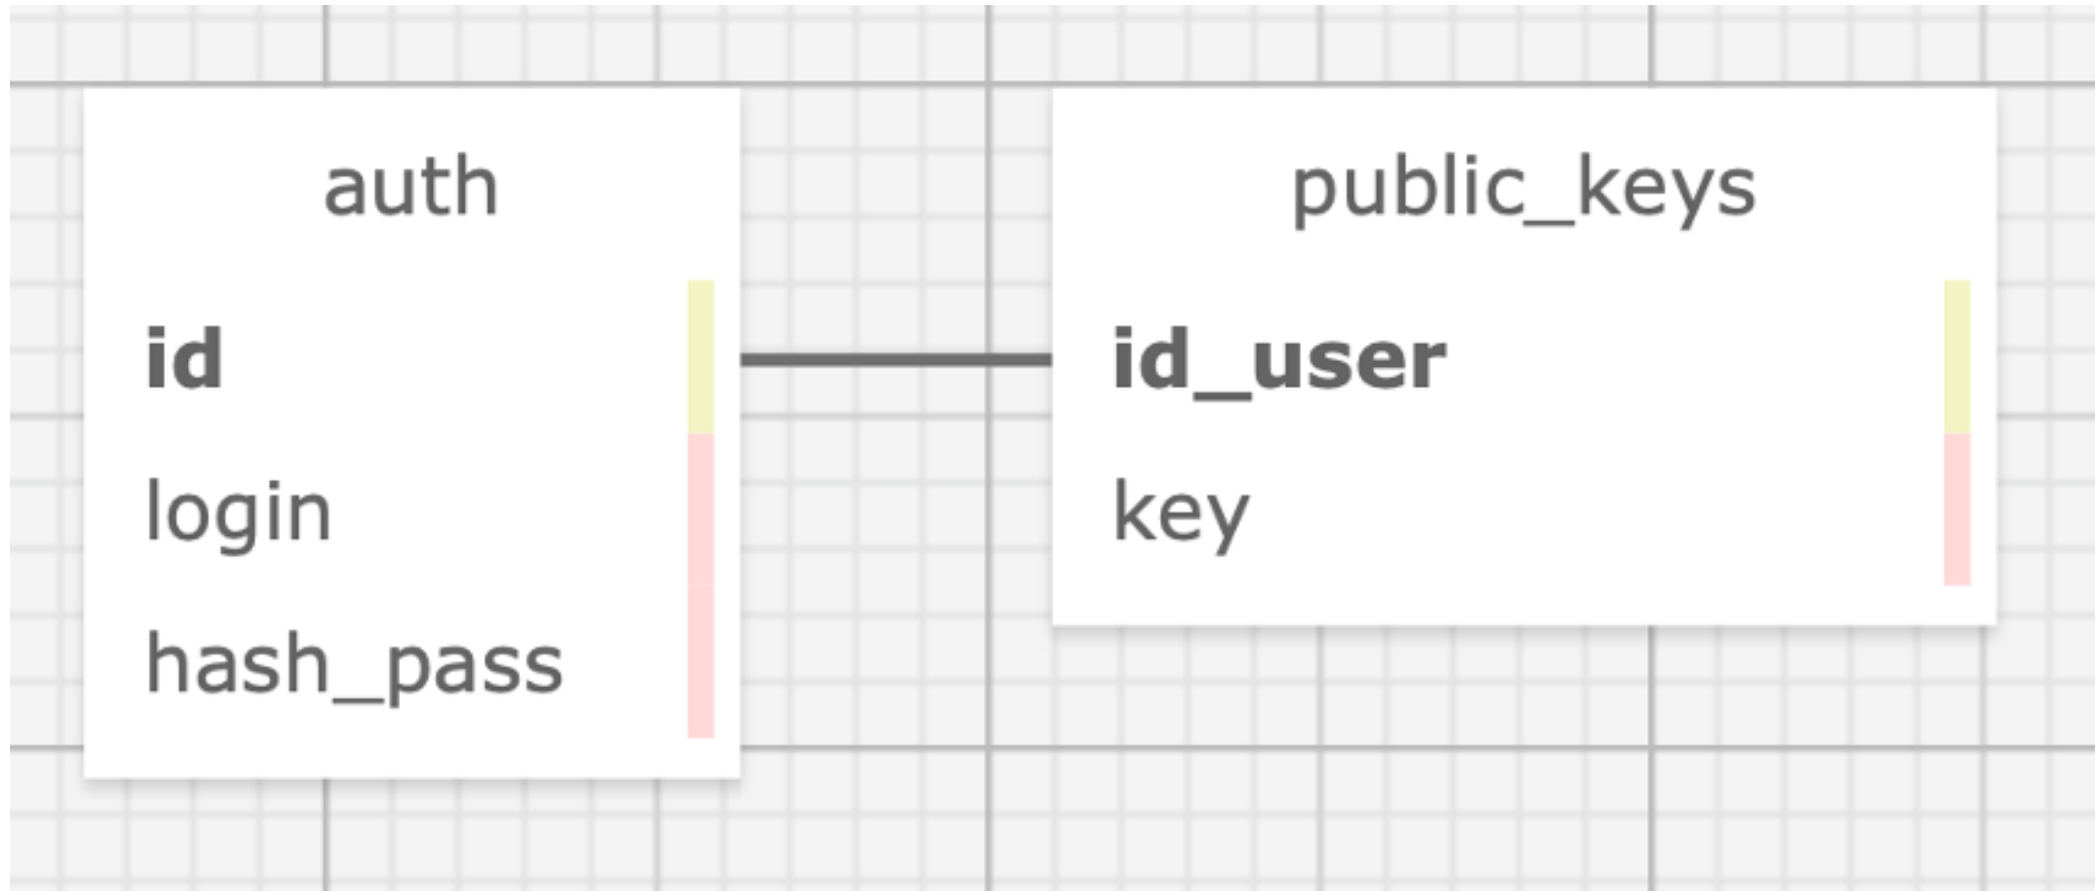 auth
id
login
hash_pass
public_keys
id_user
key